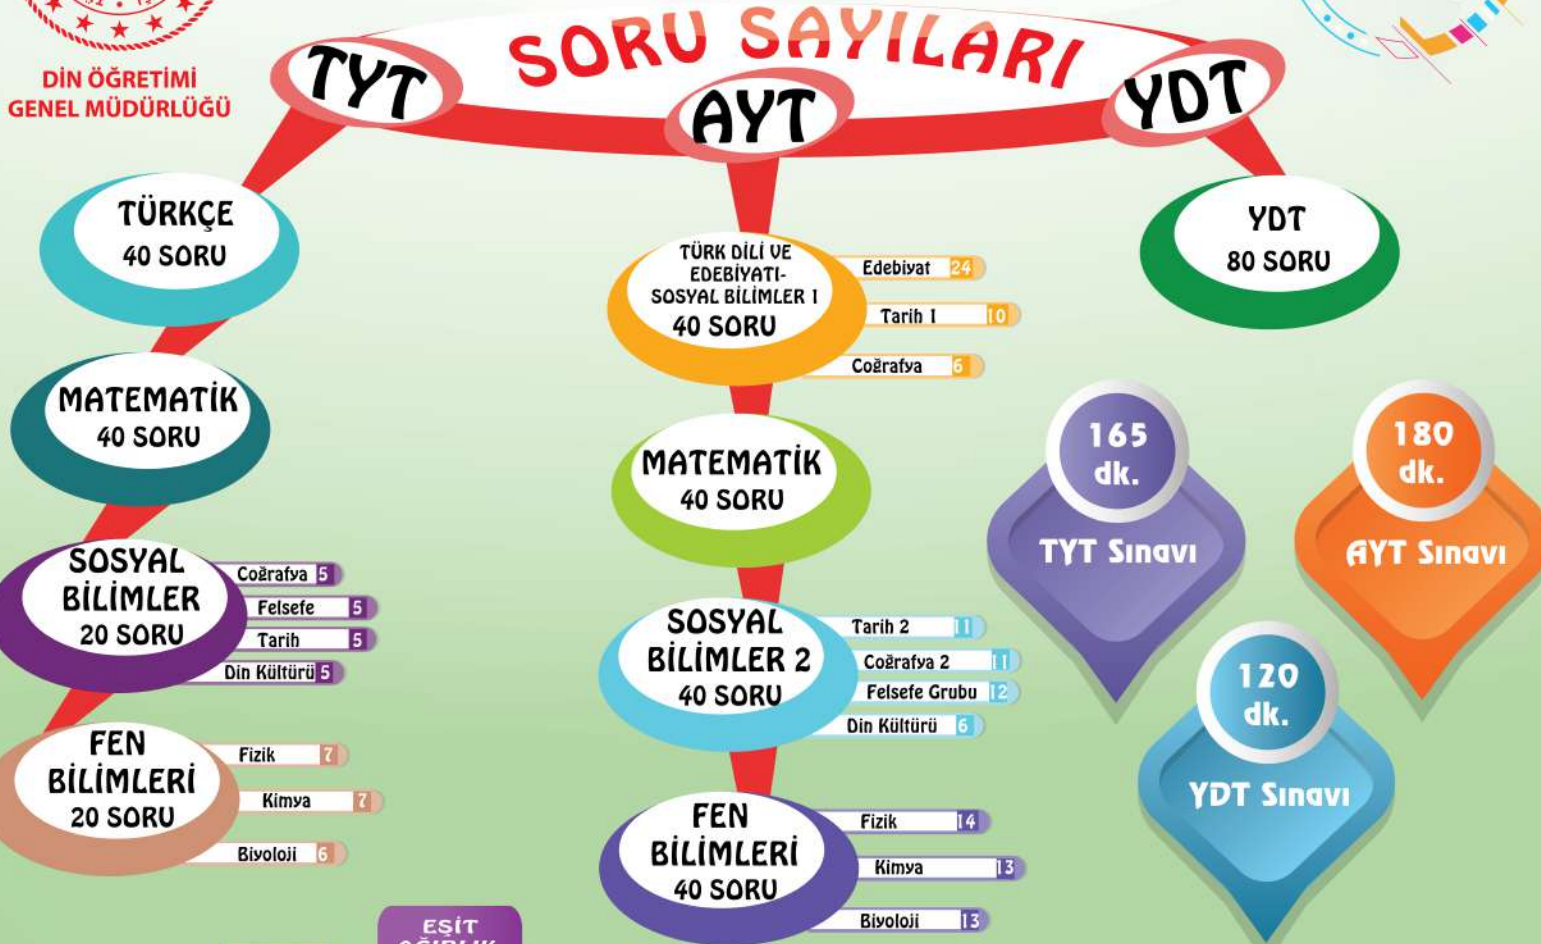 DİN ÖĞRETİMİ
GENEL MÜDÜRLÜĞÜ
SORU SAYILARI
TYT
AYT
YDT
TÜRKÇE
40 SORU
MATEMATİK
40 SORU
SOSYAL
BİLİMLER
20 SORU
Coğrafya 5
Felsefe 5
Tarih 5
Din Kültürü 5
FEN
BİLİMLERİ
20 SORU
Fizik 7
Kimya 7
Biyoloji 6
TÜRK DİLİ VE
EDEBİYATI-
SOSYAL BİLİMLER 1
40 SORU
Edebiyat 24
Tarih 1 10
Coğrafya 6
MATEMATİK
40 SORU
SOSYAL
BİLİMLER 2
40 SORU
Tarih 2 11
Coğrafya 2 11
Felsefe Grubu 12
Din Kültürü 6
FEN
BİLİMLERİ
40 SORU
Fizik 14
Kimya 13
Biyoloji 13
YDT
80 SORU
165
dk.
TYT Sınavı
180
dk.
AYT Sınavı
120
dk.
YDT Sınavı
EŞİT
AĞIRLIK